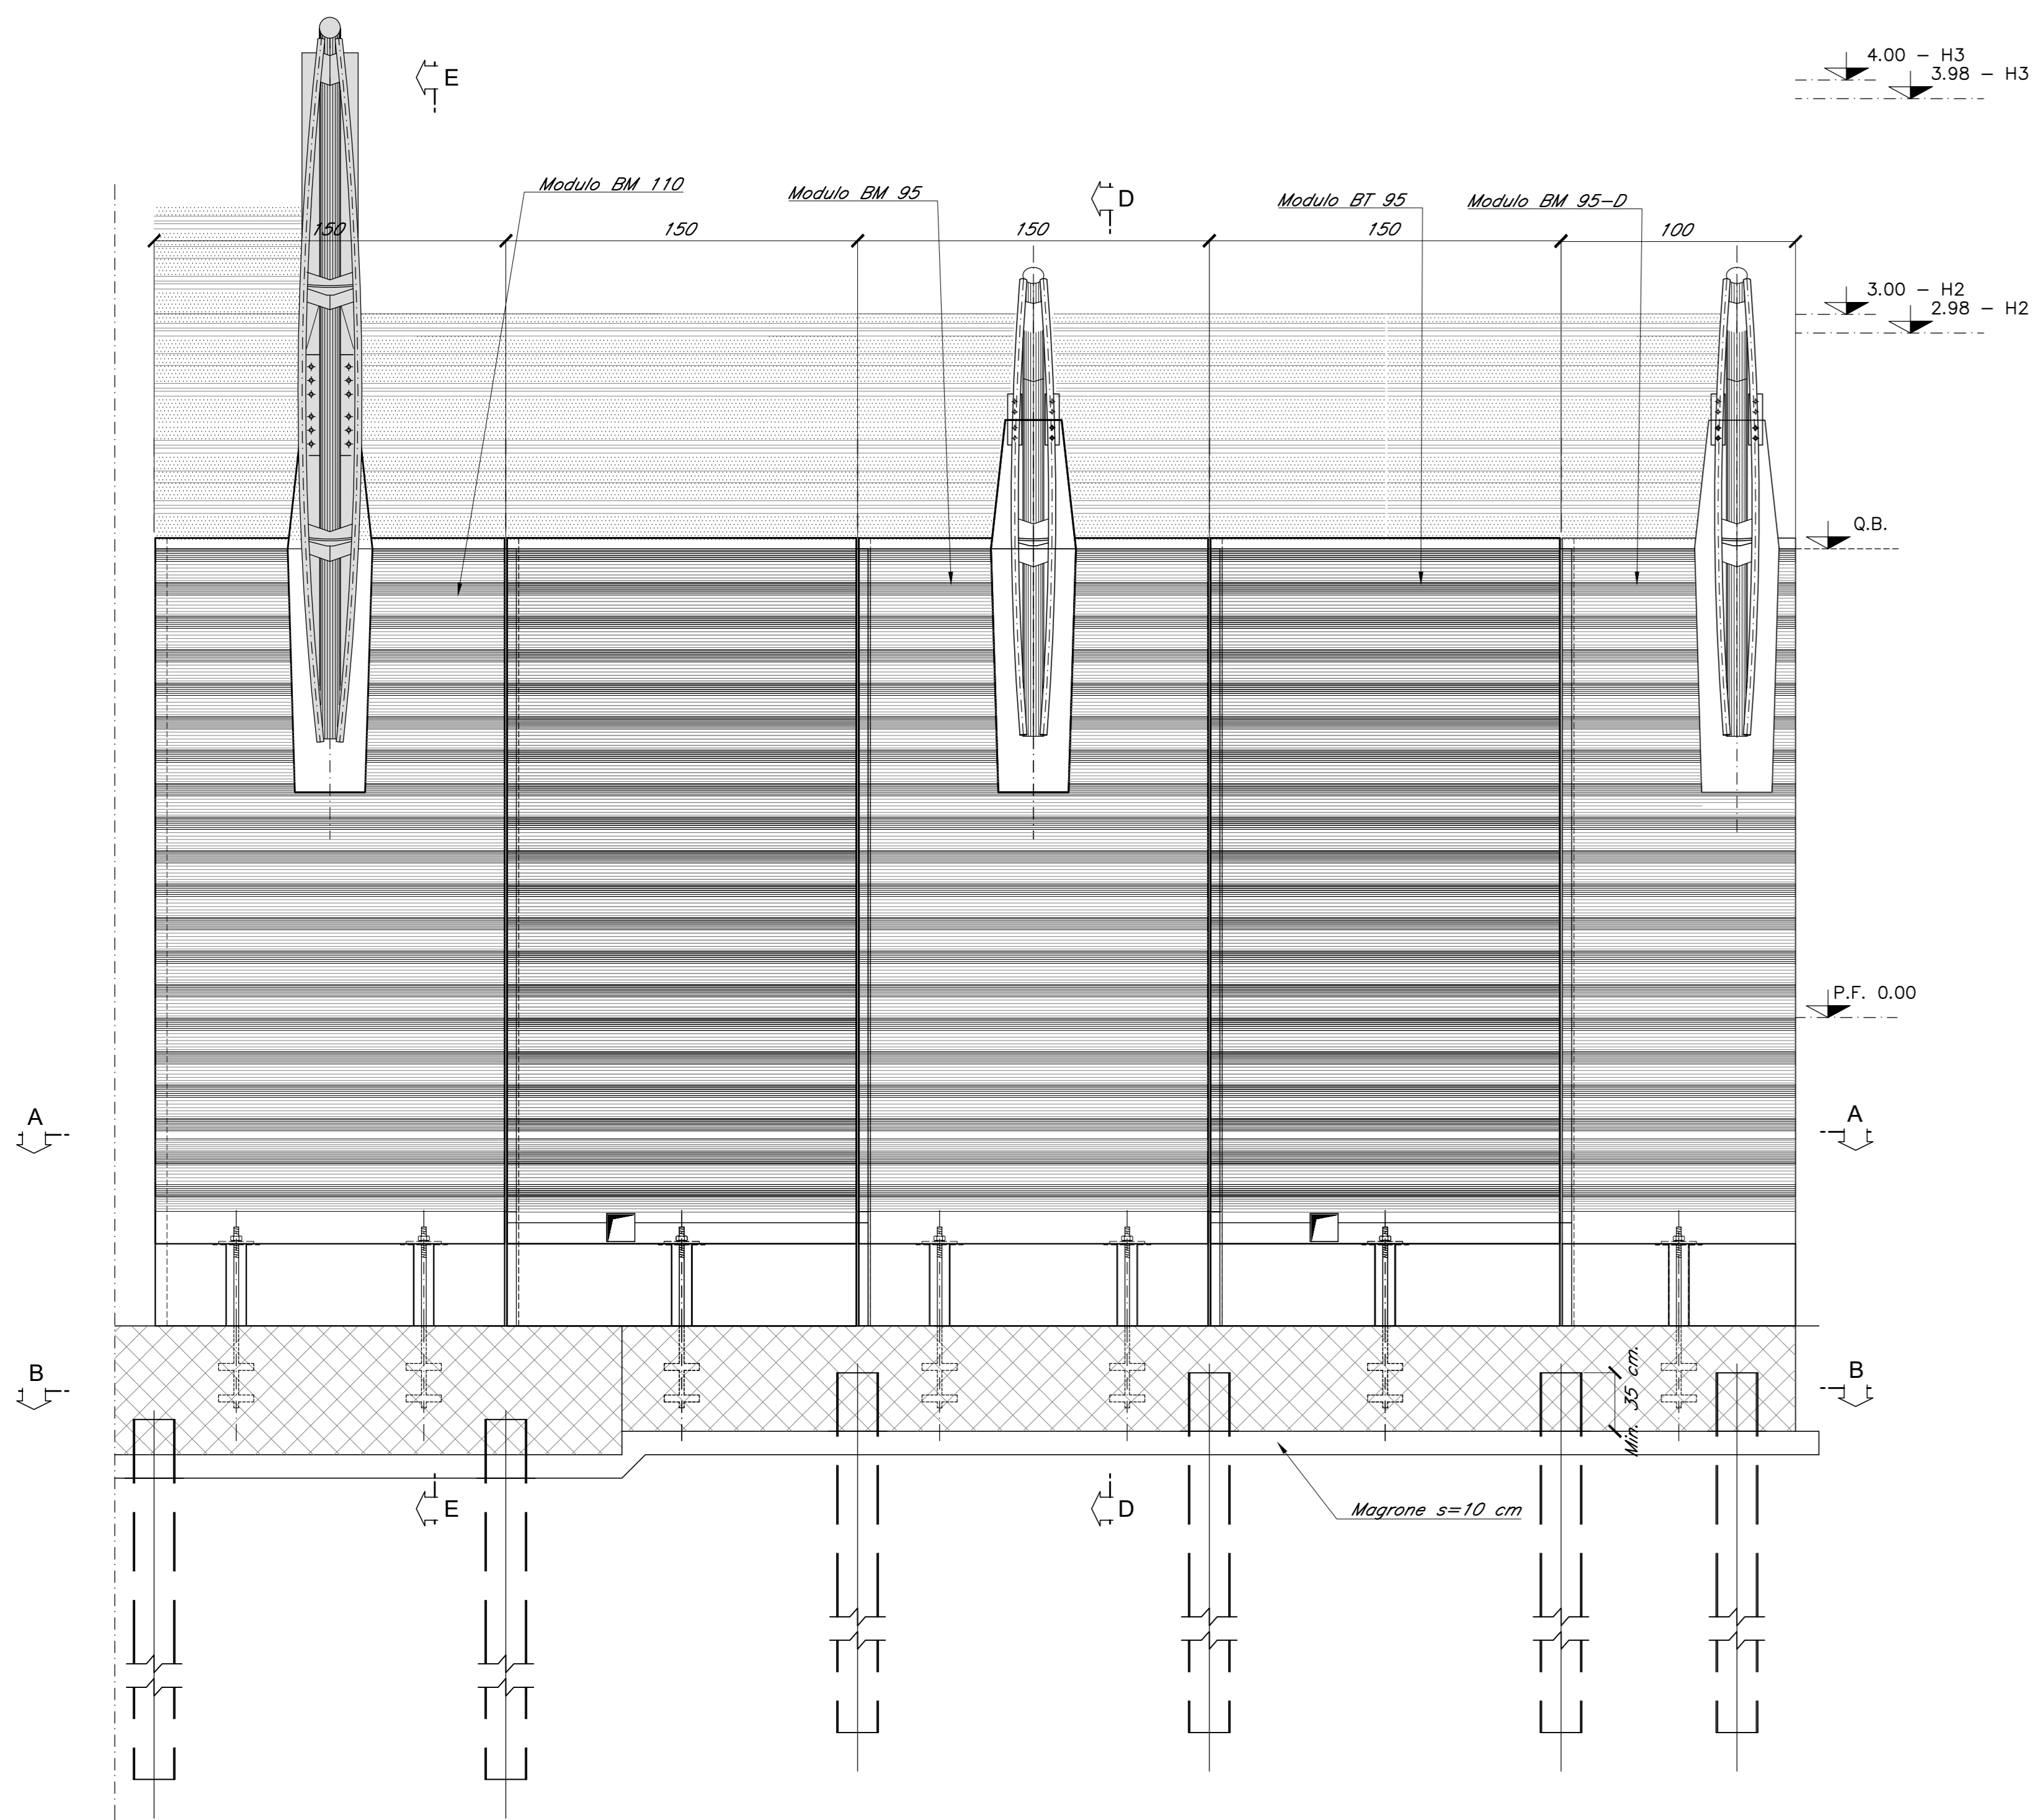 4.00 - H3
E
3.98 - H3
Modulo BM 110
Modulo BM 95
D
Modulo BT 95
Modulo BM 95-D
150
150
150
150
100
3.00 - H2
2.98 - H2
Q.B.
P.F. 0.00
A
A
B
B
Min. 35 cm.
E
D
Magrone s=10 cm